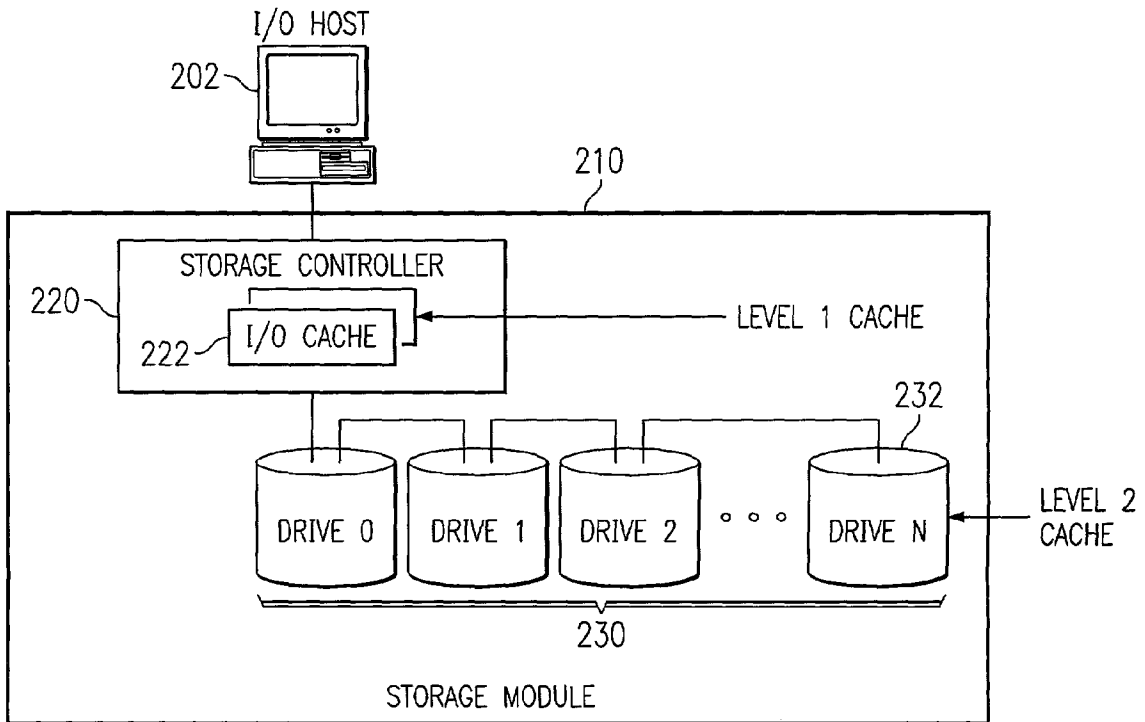 I/O HOST
202
210
STORAGE CONTROLLER
220
I/O CACHE
222
LEVEL 1 CACHE
232
DRIVE 0
DRIVE 1
DRIVE 2
DRIVE N
LEVEL 2
CACHE
230
STORAGE MODULE